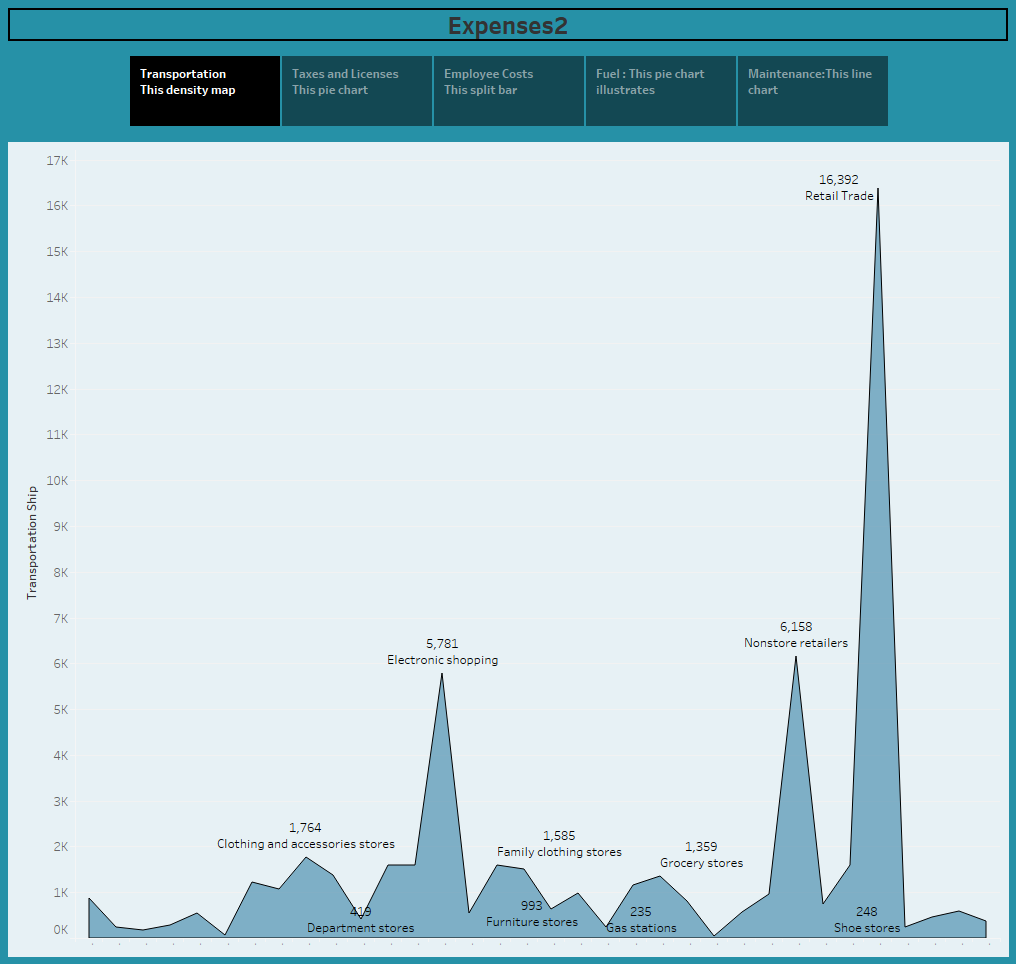 Expenses2
Transportation
This density map
Taxes and Licenses
This pie chart
Employee Costs
This split bar
Fuel : This pie chart
illustrates
Maintenance:This line
chart
17K
16K
15K
14K
13K
12K
11K
10K
9K
8K
7K
6K
5K
4K
3K
2K
1K
0K
Transportation Ship
16,392
Retail Trade
6,158
Nonstore retailers
5,781
Electronic shopping
1,764
Clothing and accessories stores
1,585
Family clothing stores
1,359
Grocery stores
419
Department stores
993
Furniture stores
235
Gas stations
248
Shoe stores